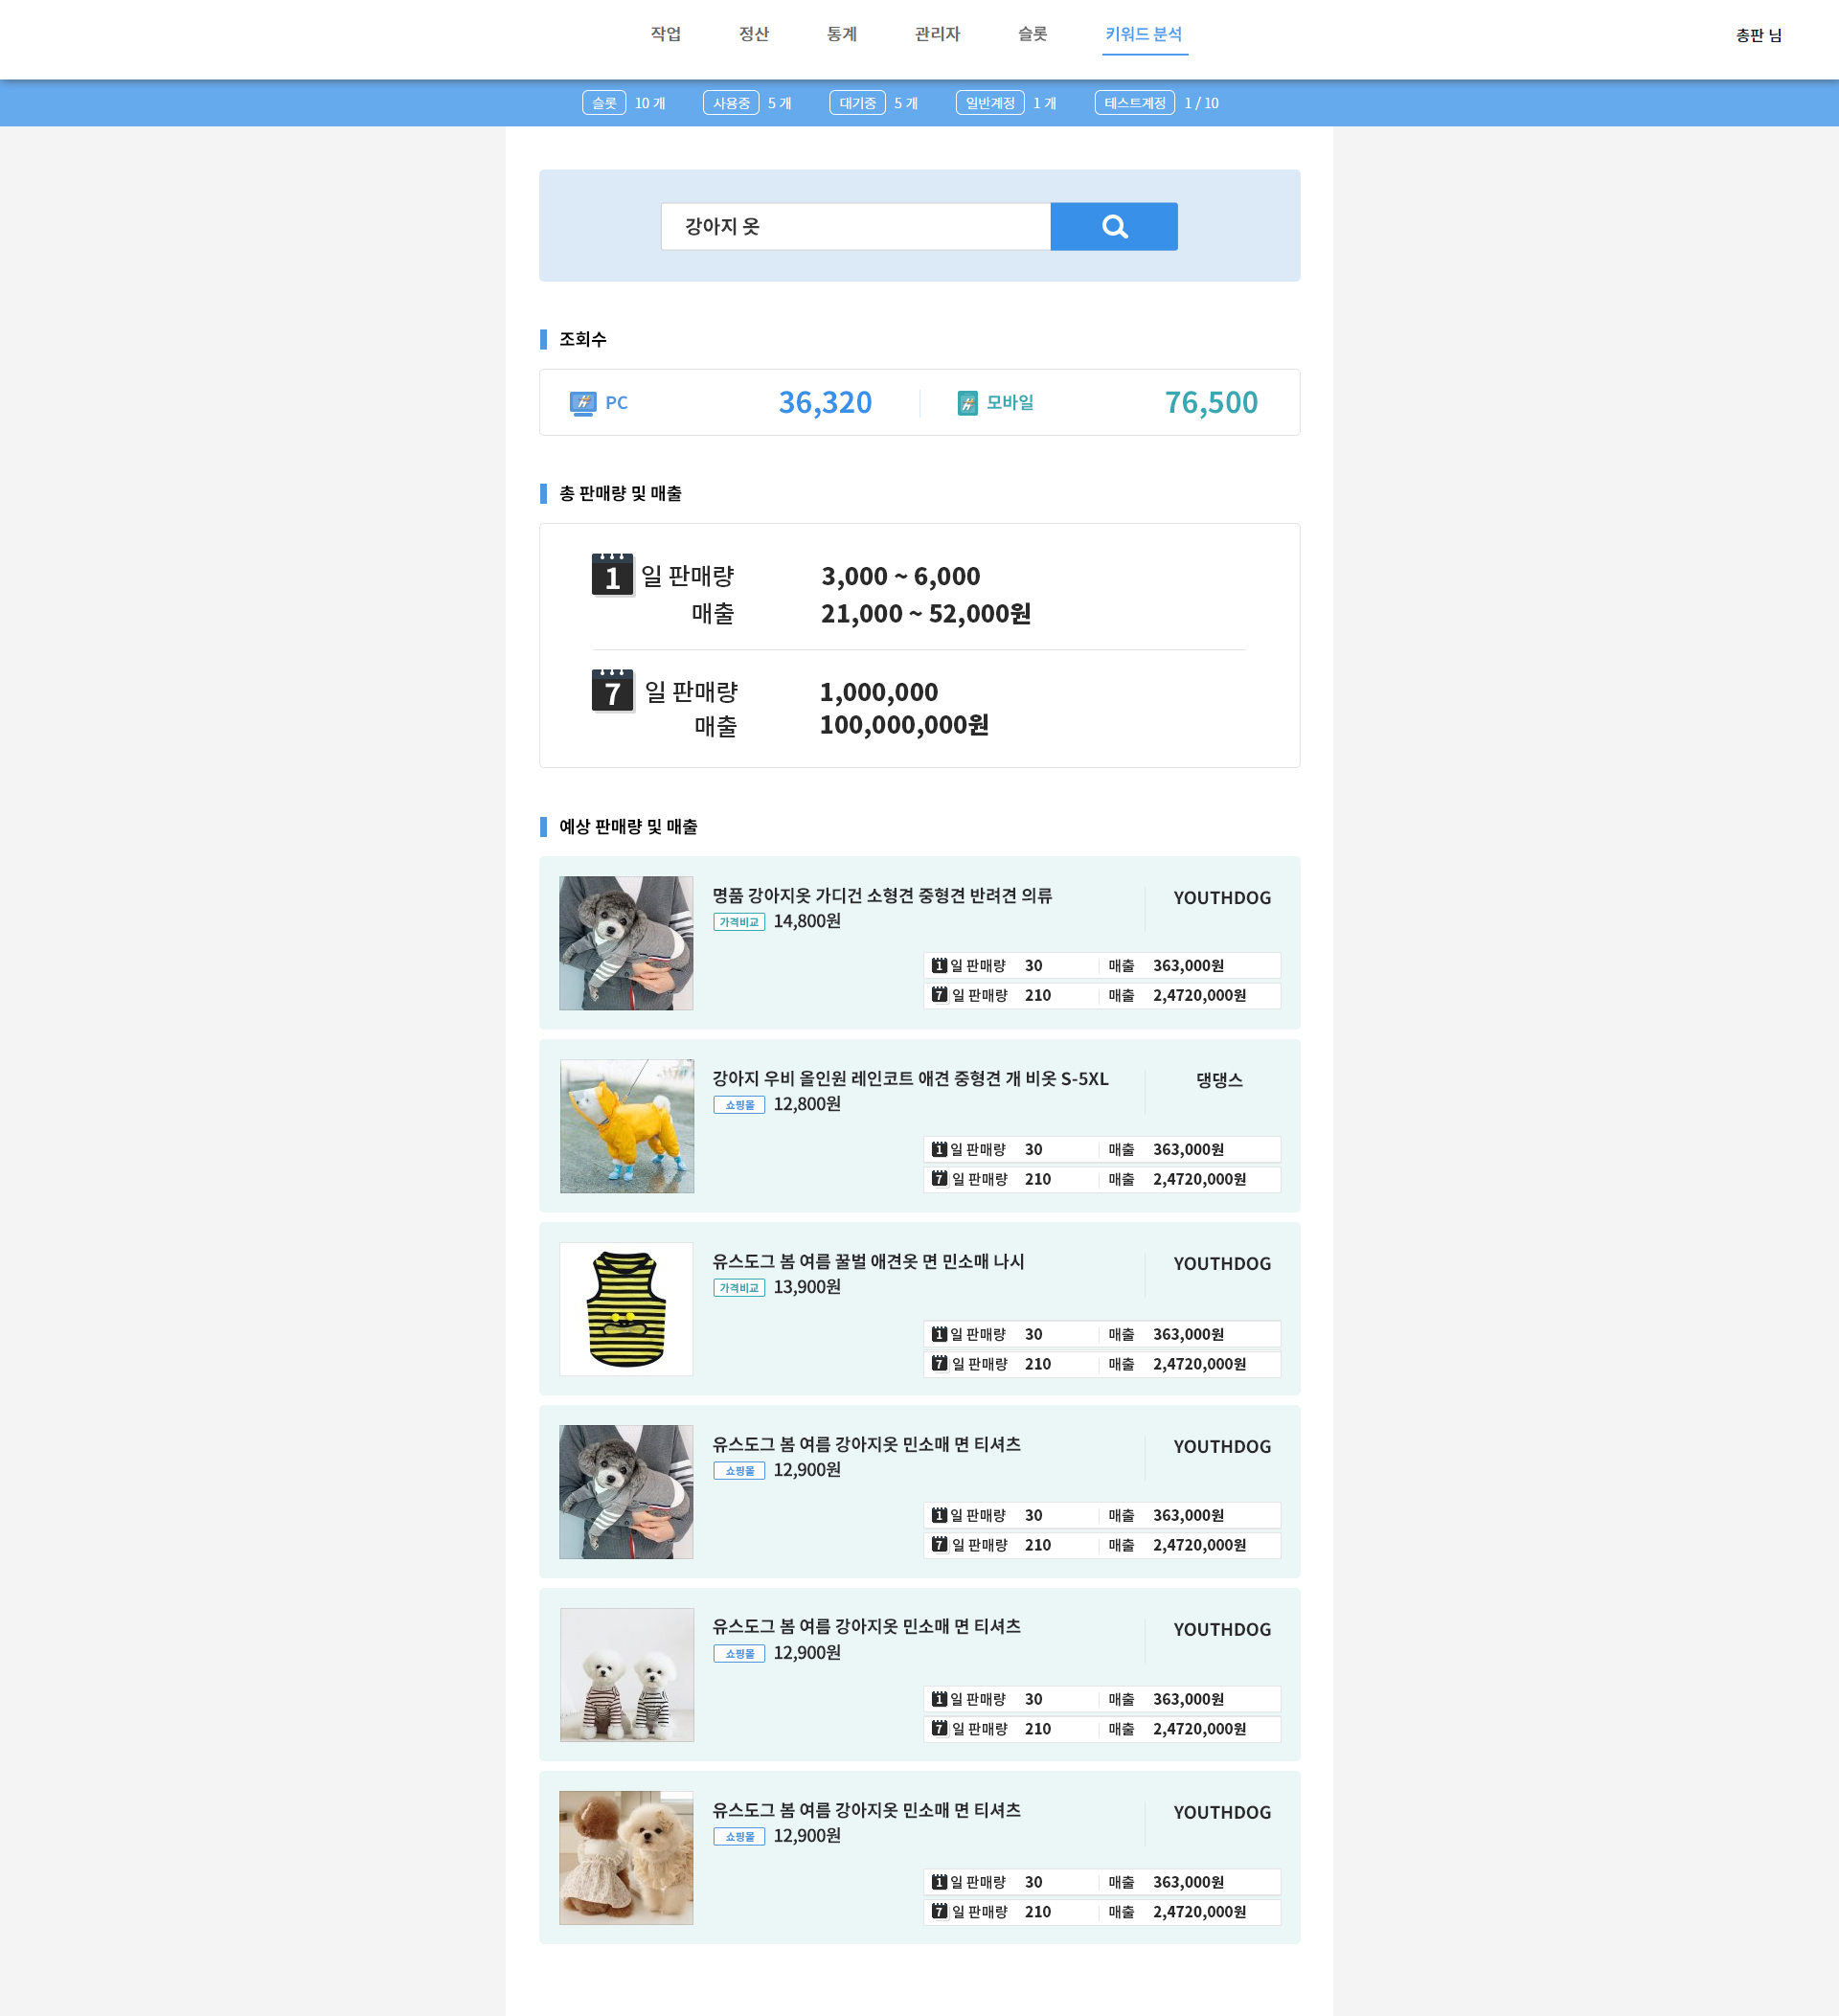 작업 정산 통계 관리자 슬롯 키워드 분석 총판 님
슬롯 10 개 사용중 5 개 대기중 5 개 일반계정 1 개 테스트계정 1 / 10
강아지 옷
조회수
PC 36,320 모바일 76,500
총 판매량 및 매출
1 일 판매량 3,000 ~ 6,000
매출 21,000 ~ 52,000원
7 일 판매량 1,000,000
매출 100,000,000원
예상 판매량 및 매출
명품 강아지옷 가디건 소형견 중형견 반려견 의류 YOUTHDOG
가격비교 14,800원
1 일 판매량 30 매출 363,000원
7 일 판매량 210 매출 2,4720,000원
강아지 우비 올인원 레인코트 애견 중형견 개 비옷 S-5XL 댕댕스
쇼핑몰 12,800원
1 일 판매량 30 매출 363,000원
7 일 판매량 210 매출 2,4720,000원
유스도그 봄 여름 꿀벌 애견옷 면 민소매 나시 YOUTHDOG
가격비교 13,900원
1 일 판매량 30 매출 363,000원
7 일 판매량 210 매출 2,4720,000원
유스도그 봄 여름 강아지옷 민소매 면 티셔츠 YOUTHDOG
쇼핑몰 12,900원
1 일 판매량 30 매출 363,000원
7 일 판매량 210 매출 2,4720,000원
유스도그 봄 여름 강아지옷 민소매 면 티셔츠 YOUTHDOG
쇼핑몰 12,900원
1 일 판매량 30 매출 363,000원
7 일 판매량 210 매출 2,4720,000원
유스도그 봄 여름 강아지옷 민소매 면 티셔츠 YOUTHDOG
쇼핑몰 12,900원
1 일 판매량 30 매출 363,000원
7 일 판매량 210 매출 2,4720,000원